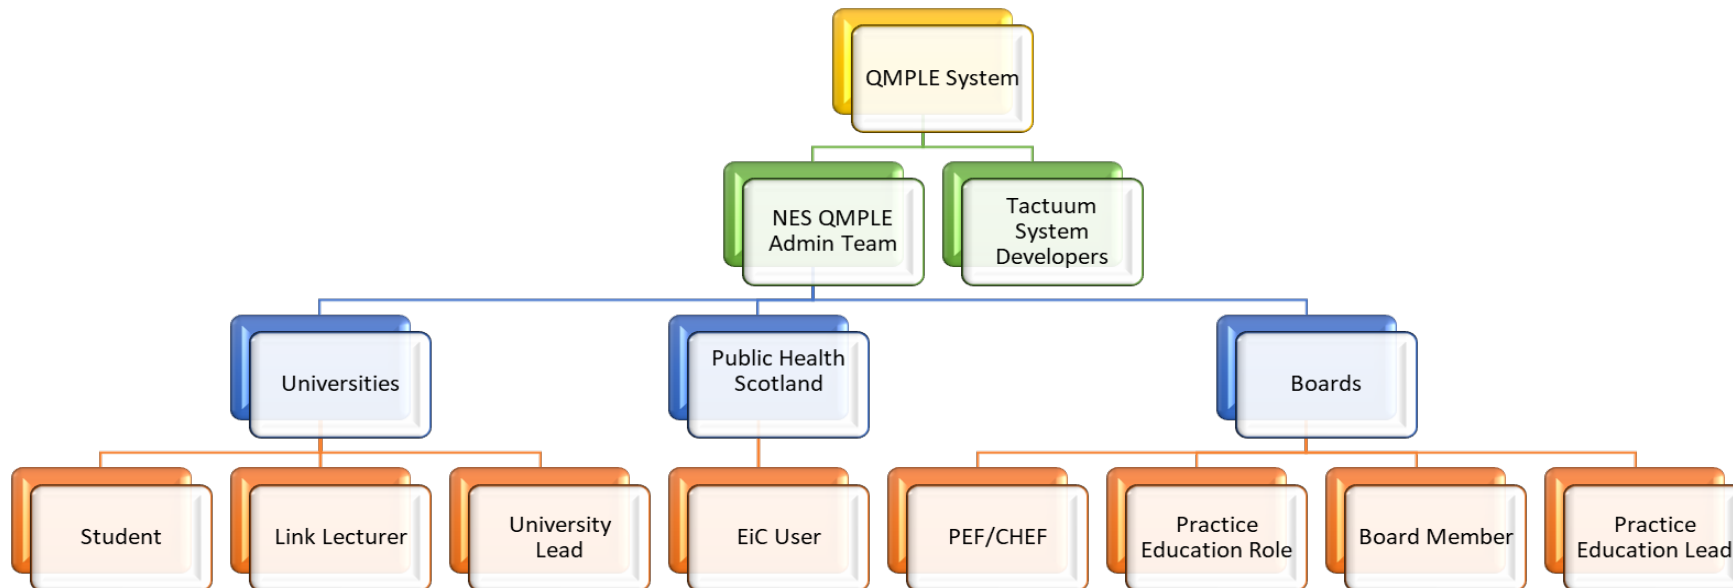 QMPLE System
NES QMPLE
Admin Team
Tactuum
System
Developers
Universities
Public Health
Scotland
Boards
Student
Link Lecturer
University
Lead
EiC User
PEF/CHEF
Practice
Education Role
Board Member
Practice
Education Lead